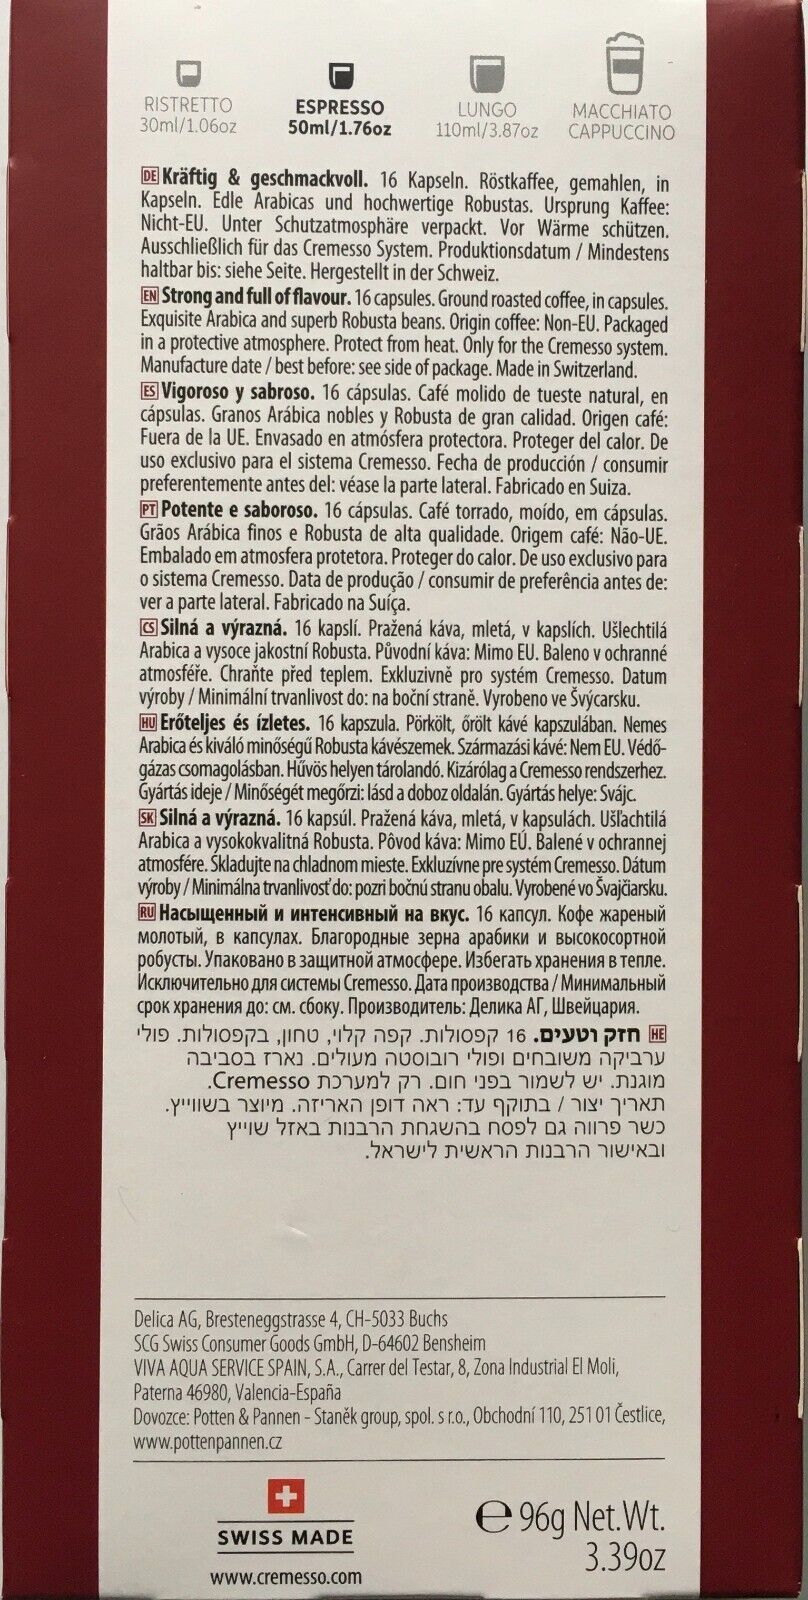 RISTRETTO
30ml/1.06oz
ESPRESSO
50ml/1.76oz
LUNGO
110ml/3.87oz
MACCHIATO
CAPPUCCINO
DE Kräftig & geschmackvoll. 16 Kapseln. Röstkaffee, gemahlen, in
Kapseln. Edle Arabicas und hochwertige Robustas. Ursprung Kaffee:
Nicht-EU. Unter Schutzatmosphäre verpackt. Vor Wärme schützen.
Ausschließlich für das Cremesso System. Produktionsdatum / Mindestens
haltbar bis: siehe Seite. Hergestellt in der Schweiz.
EN Strong and full of flavour. 16 capsules. Ground roasted coffee, in capsules.
Exquisite Arabica and superb Robusta beans. Origin coffee: Non-EU. Packaged
in a protective atmosphere. Protect from heat. Only for the Cremesso system.
Manufacture date / best before: see side of package. Made in Switzerland.
ES Vigoroso y sabroso. 16 cápsulas. Café molido de tueste natural, en
cápsulas. Granos Arábica nobles y Robusta de gran calidad. Origen café:
Fuera de la UE. Envasado en atmósfera protectora. Proteger del calor. De
uso exclusivo para el sistema Cremesso. Fecha de producción / consumir
preferentemente antes del: véase la parte lateral. Fabricado en Suiza.
PT Potente e saboroso. 16 cápsulas. Café torrado, moído, em cápsulas.
Grãos Arábica finos e Robusta de alta qualidade. Origem café: Não-UE.
Embalado em atmosfera protetora. Proteger do calor. De uso exclusivo para
o sistema Cremesso. Data de produção / consumir de preferência antes de:
ver a parte lateral. Fabricado na Suíça.
CS Silná a výrazná. 16 kapslí. Pražená káva, mletá, v kapslích. Ušlechtilá
Arabica a vysoce jakostní Robusta. Původní káva: Mimo EU. Baleno v ochranné
atmosféře. Chraňte před teplem. Exkluzivně pro systém Cremesso. Datum
výroby / Minimální trvanlivost do: na boční straně. Vyrobeno ve Švýcarsku.
HU Erőteljes és ízletes. 16 kapszula. Pörkölt, őrölt kávé kapszulában. Nemes
Arabica és kiváló minőségű Robusta kávészemek. Származási kávé: Nem EU. Védő-
gázas csomagolásban. Hűvös helyen tárolandó. Kizárólag a Cremesso rendszerhez.
Gyártás ideje / Minőségét megőrzi: lásd a doboz oldalán. Gyártás helye: Svájc.
SK Silná a výrazná. 16 kapsúl. Pražená káva, mletá, v kapsulách. Ušľachtilá
Arabica a vysokokvalitná Robusta. Pôvod káva: Mimo EÚ. Balené v ochrannej
atmosfére. Skladujte na chladnom mieste. Exkluzívne pre systém Cremesso. Dátum
výroby / Minimálna trvanlivosť do: pozri bočnú stranu obalu. Vyrobené vo Švajčiarsku.
RU Насыщенный и интенсивный на вкус. 16 капсул. Кофе жареный
молотый, в капсулах. Благородные зерна арабики и высокосортной
робусты. Упаковано в защитной атмосфере. Избегать хранения в тепле.
Исключительно для системы Cremesso. Дата производства / Минимальный
срок хранения до: см. сбоку. Производитель: Делика АГ, Швейцария.
HE חזק וטעים. 16 קפסולות. קפה קלוי, טחון, בקפסולות. פולי
ערביקה משובחים ופולי רובוסטה מעולים. נארז בסביבה
מוגנת. יש לשמור בפני חום. רק למערכת Cremesso.
תאריך יצור / בתוקף עד: ראה דופן האריזה. מיוצר בשווייץ.
כשר פרווה גם לפסח בהשגחת הרבנות באזל שוייץ
ובאישור הרבנות הראשית לישראל.
Delica AG, Bresteneggstrasse 4, CH-5033 Buchs
SCG Swiss Consumer Goods GmbH, D-64602 Bensheim
VIVA AQUA SERVICE SPAIN, S.A., Carrer del Testar, 8, Zona Industrial El Moli,
Paterna 46980, Valencia-España
Dovozce: Potten & Pannen - Staněk group, spol. s r.o., Obchodní 110, 251 01 Čestlice,
www.pottenpannen.cz
SWISS MADE
www.cremesso.com
℮ 96g Net.Wt.
3.39oz